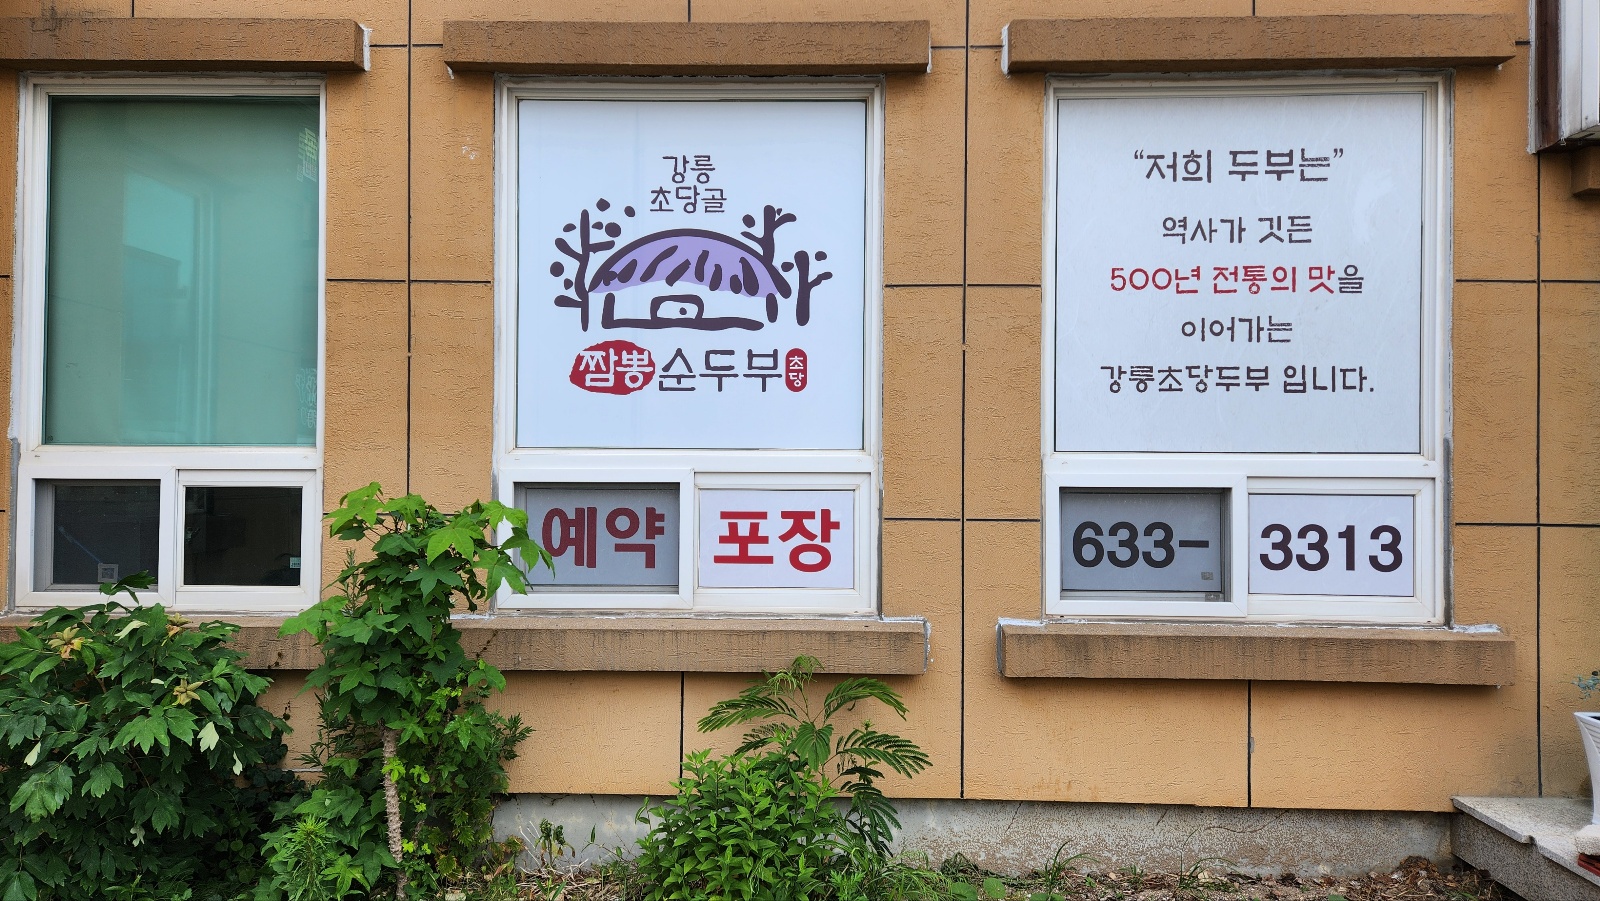 강릉
초당골
짬뽕순두부 초당
예약 포장
“저희 두부는”
역사가 깃든
500년 전통의 맛을
이어가는
강릉초당두부 입니다.
633-3313